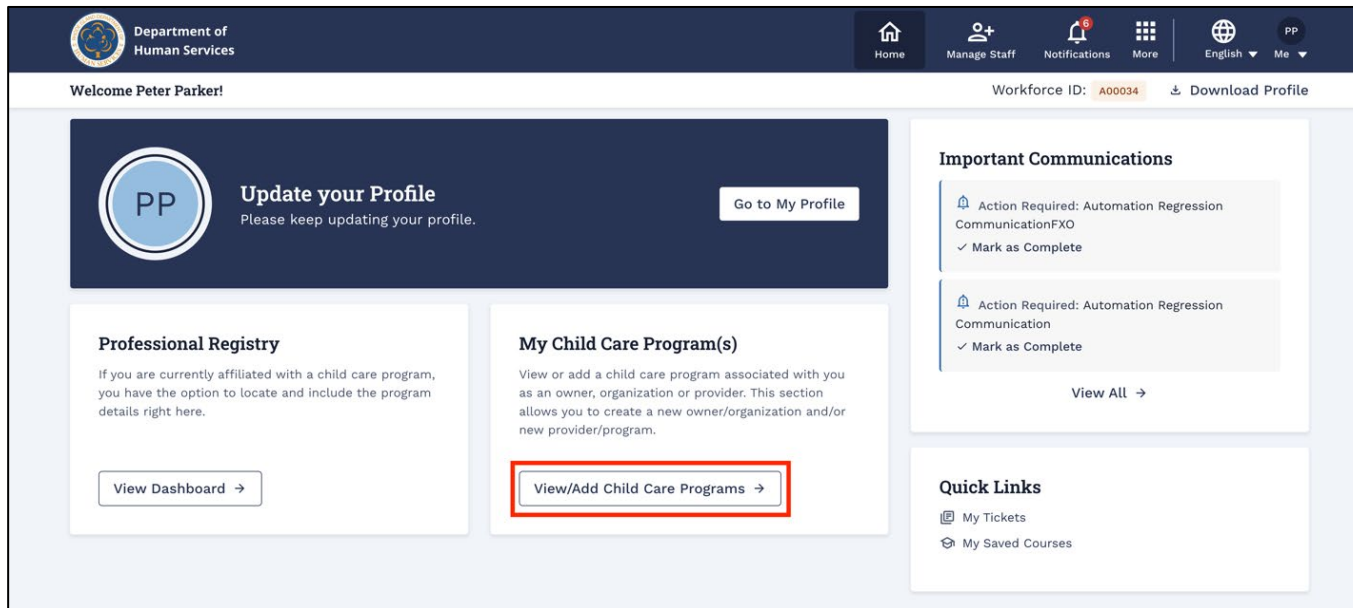 Department of
Human Services
Home
Manage Staff
6
Notifications
More
English
PP
Me
Welcome Peter Parker!
Workforce ID: A00034
Download Profile
PP
Update your Profile
Please keep updating your profile.
Go to My Profile
Professional Registry
If you are currently affiliated with a child care program,
you have the option to locate and include the program
details right here.
View Dashboard →
My Child Care Program(s)
View or add a child care program associated with you
as an owner, organization or provider. This section
allows you to create a new owner/organization and/or
new provider/program.
View/Add Child Care Programs →
Important Communications
Action Required: Automation Regression
CommunicationFXO
✓ Mark as Complete
Action Required: Automation Regression
Communication
✓ Mark as Complete
View All →
Quick Links
My Tickets
My Saved Courses